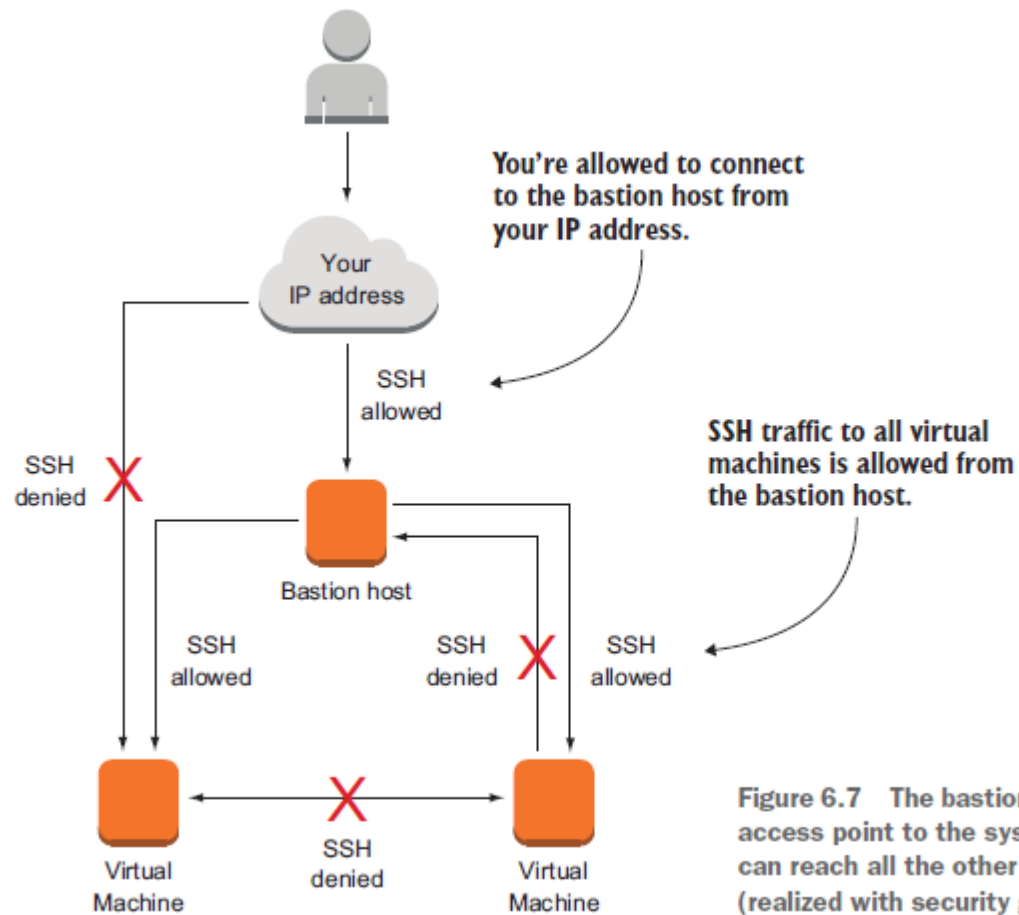 You're allowed to connect
to the bastion host from
your IP address.
Your
IP address
SSH
allowed
SSH traffic to all virtual
machines is allowed from
the bastion host.
SSH
denied
Bastion host
SSH
allowed
SSH
denied
SSH
allowed
SSH
denied
Virtual
Machine
Virtual
Machine
Figure 6.7 The bastion
access point to the
can reach all the other
(realized with security